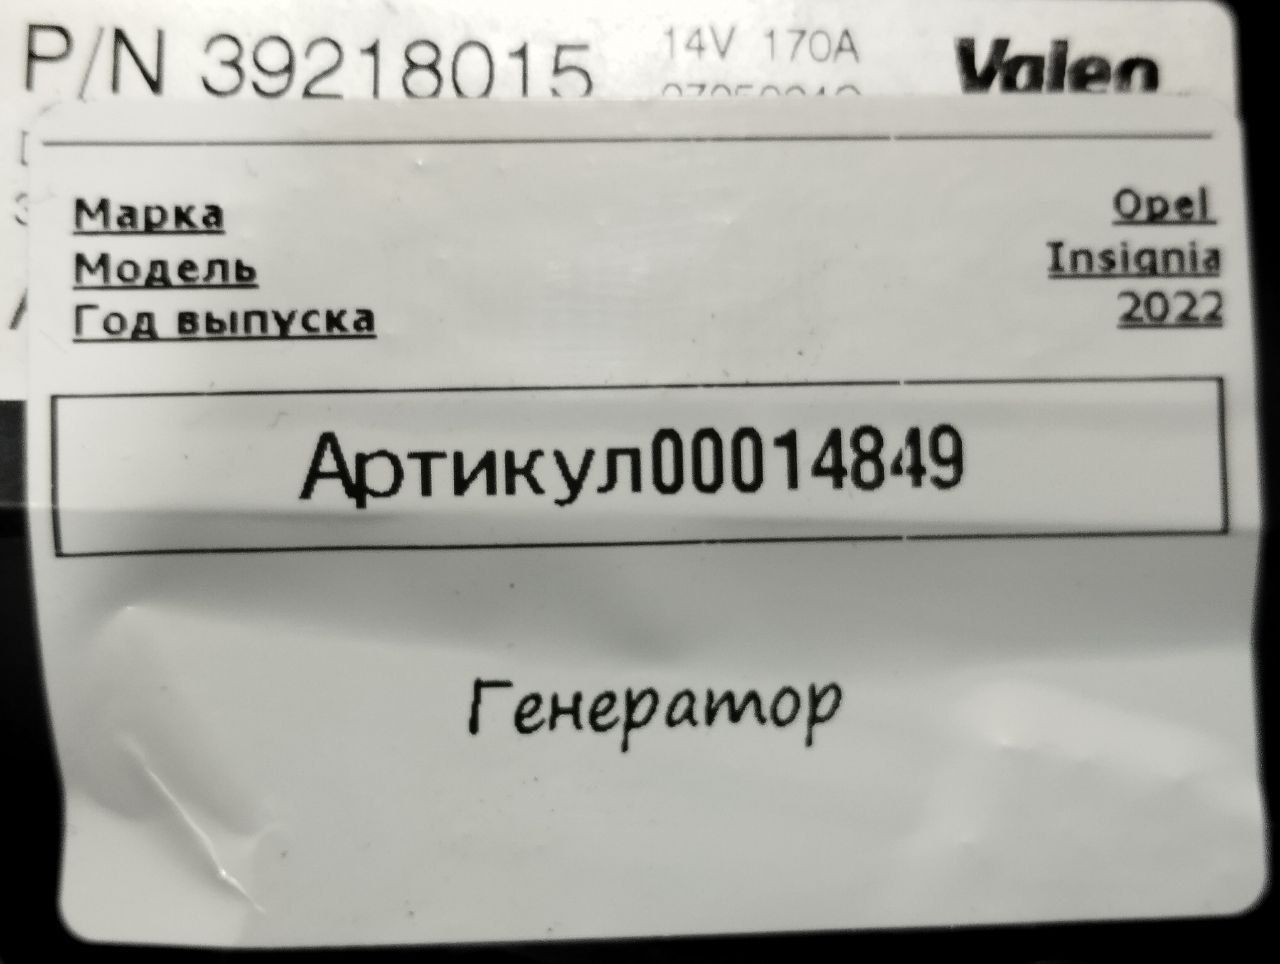 P/N 39218015 14V 170A Valeo
Марка Opel
Модель Insignia
Год выпуска 2022
Артикул00014849
Генератор